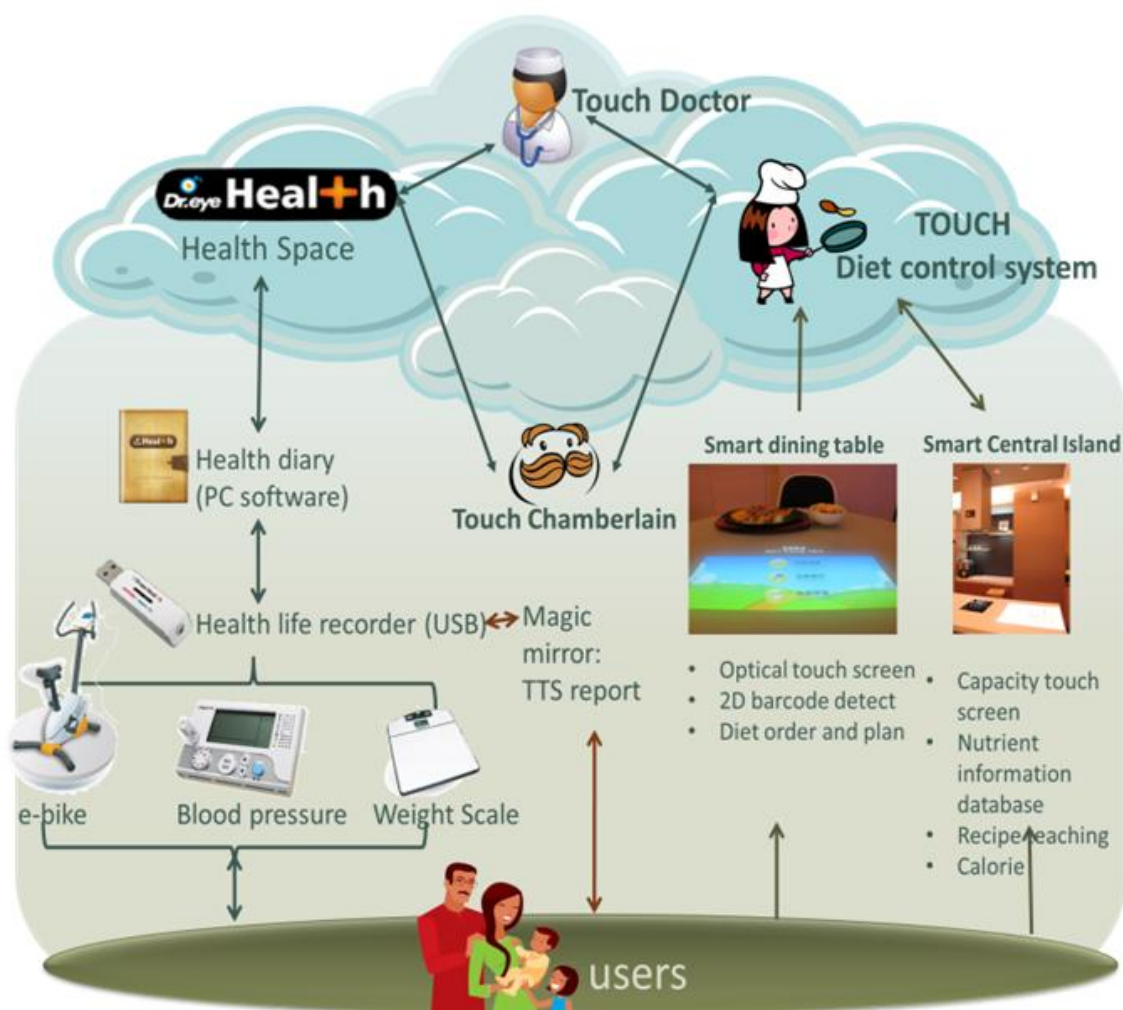 Touch Doctor
Dr.eye Health
Health Space
TOUCH
Diet control system
Health
Health diary
(PC software)
Touch Chamberlain
Smart dining table
Smart Central Island
Health life recorder (USB)
Magic
mirror:
TTS report
• Optical touch screen
• 2D barcode detect
• Diet order and plan
• Capacity touch
screen
• Nutrient
information
database
• Recipe teaching
• Calorie
e-bike
Blood pressure
Weight Scale
users